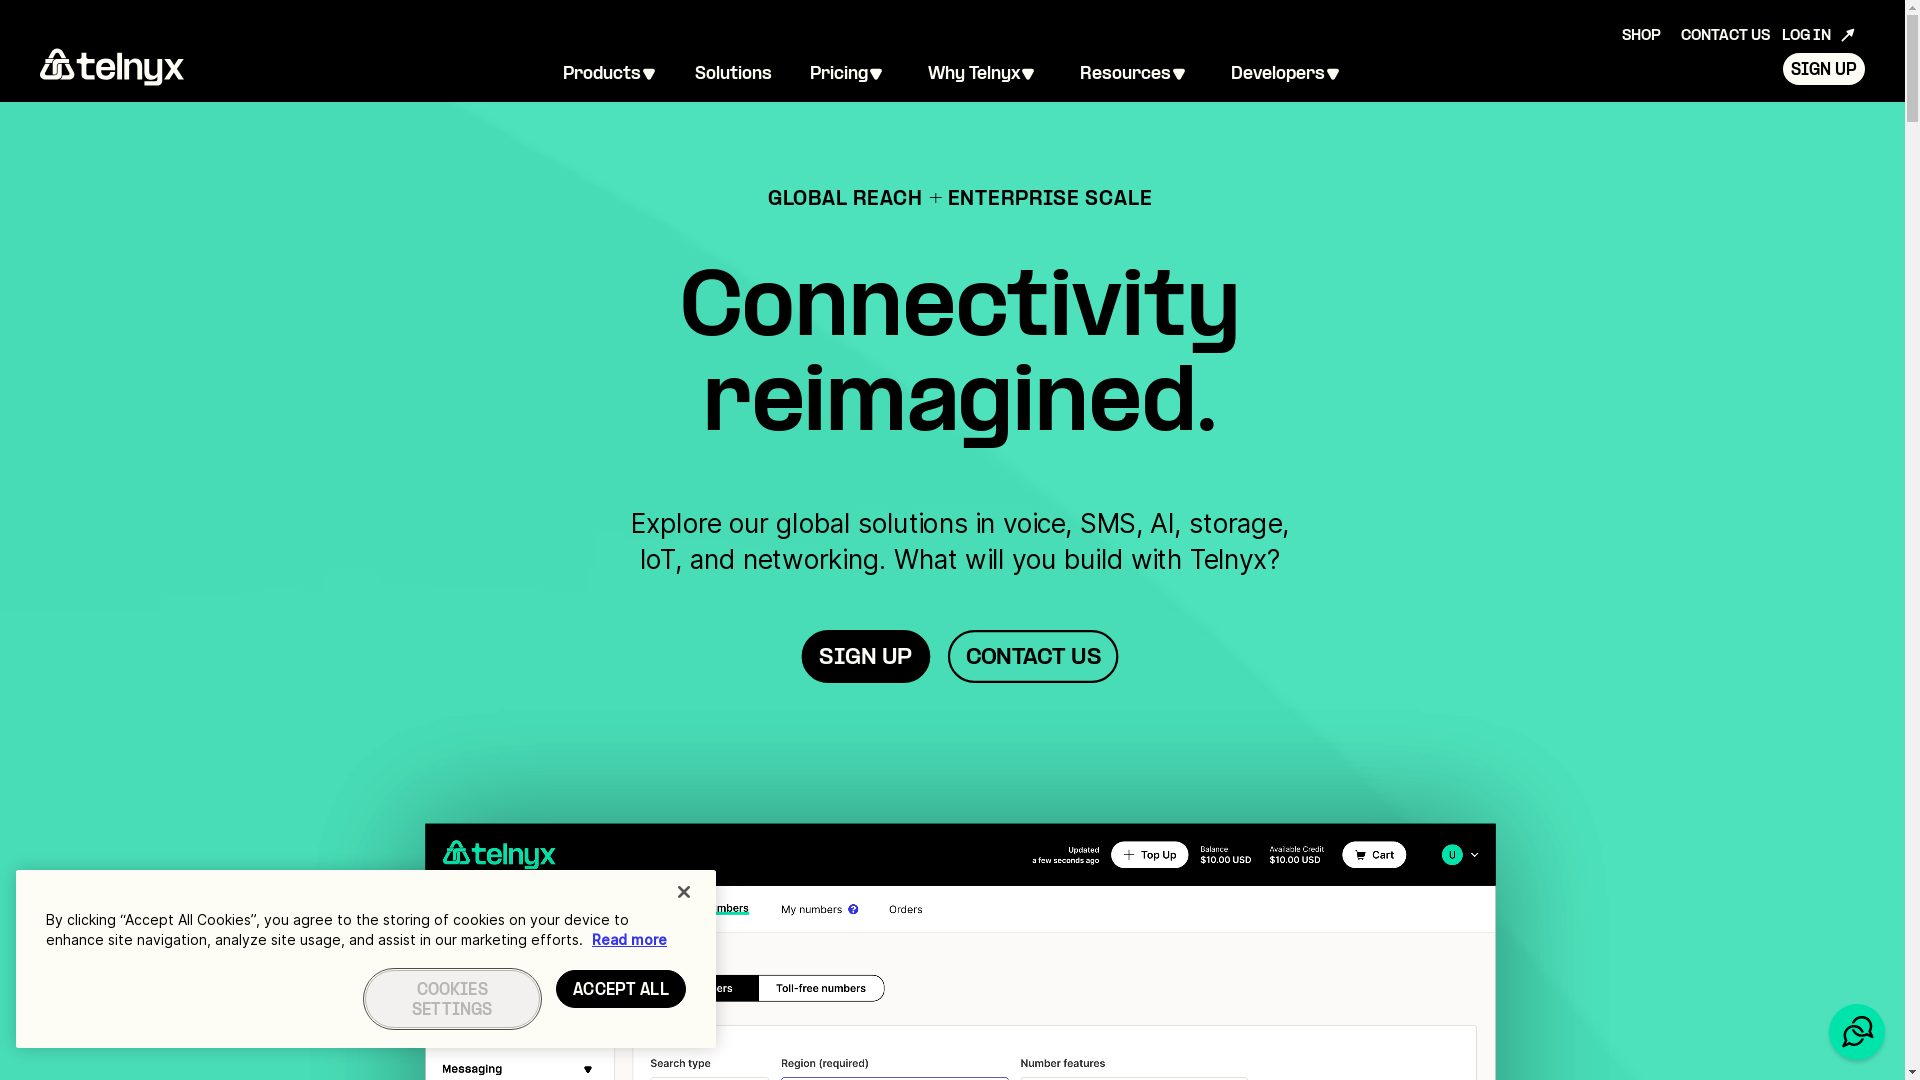 SHOP CONTACT US LOG IN
telnyx Products Solutions Pricing Why Telnyx Resources Developers SIGN UP
GLOBAL REACH + ENTERPRISE SCALE
Connectivity
reimagined.
Explore our global solutions in voice, SMS, AI, storage,
IoT, and networking. What will you build with Telnyx?
SIGN UP CONTACT US
telnyx
Updated
a few seconds ago
+ Top Up
Balance
$10.00 USD
Available Credit
$10.00 USD
Cart
U
My numbers ? Orders
Toll-free numbers
Search type Region (required) Number features
Messaging
By clicking “Accept All Cookies”, you agree to the storing of cookies on your device to
enhance site navigation, analyze site usage, and assist in our marketing efforts. Read more
COOKIES
SETTINGS
ACCEPT ALL